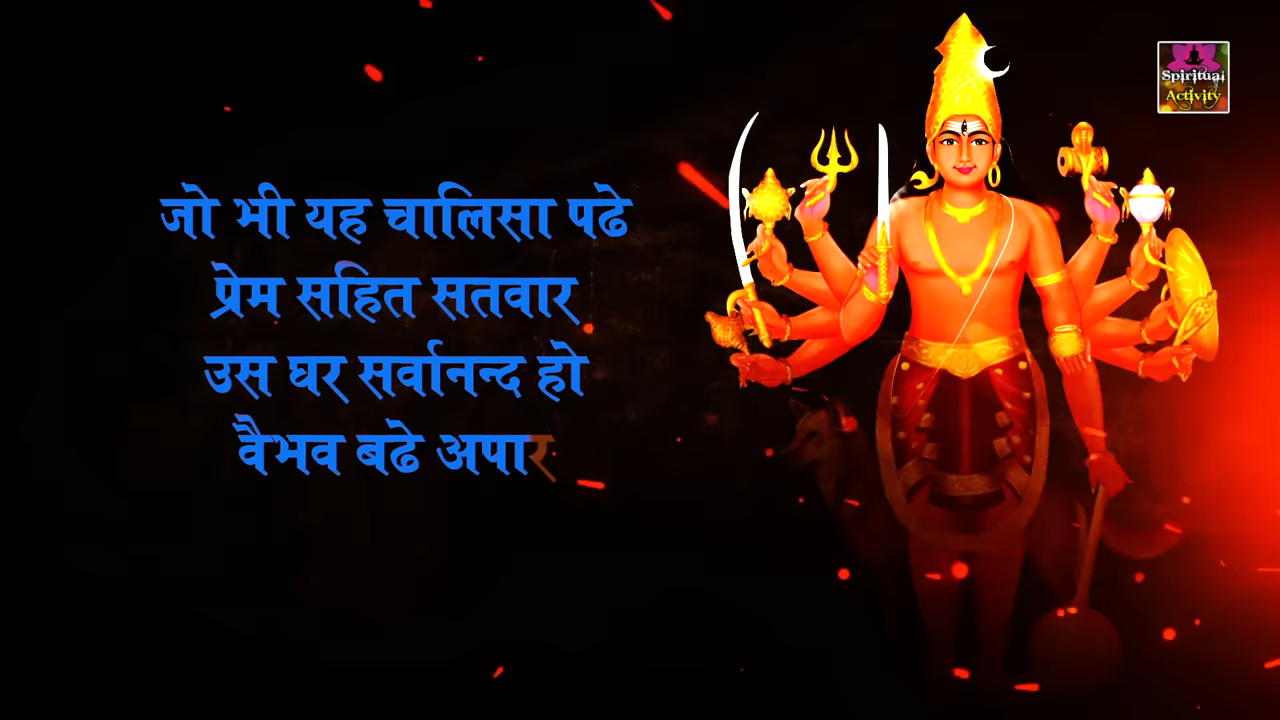 जो भी यह चालिसा पढे
प्रेम सहित सतवार
उस घर सर्वानन्द हो
वैभव बढे अपार
Spiritual
Activity